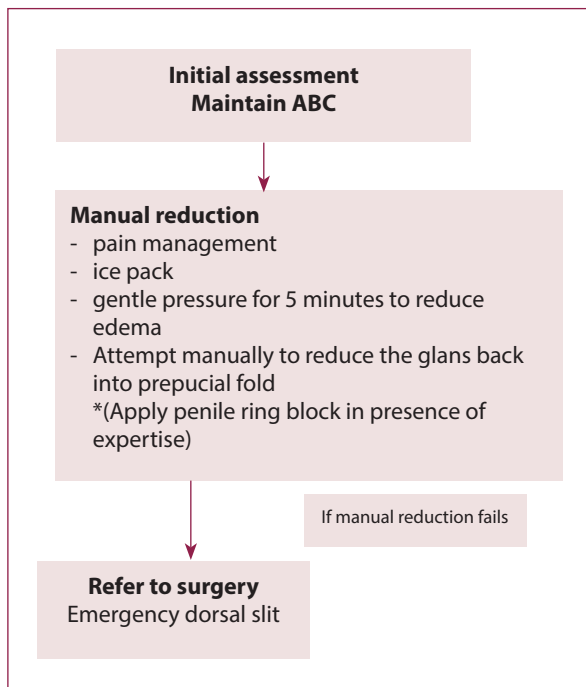 Initial assessment
Maintain ABC
Manual reduction
- pain management
- ice pack
- gentle pressure for 5 minutes to reduce
edema
- Attempt manually to reduce the glans back
into prepucial fold
*(Apply penile ring block in presence of
expertise)
If manual reduction fails
Refer to surgery
Emergency dorsal slit